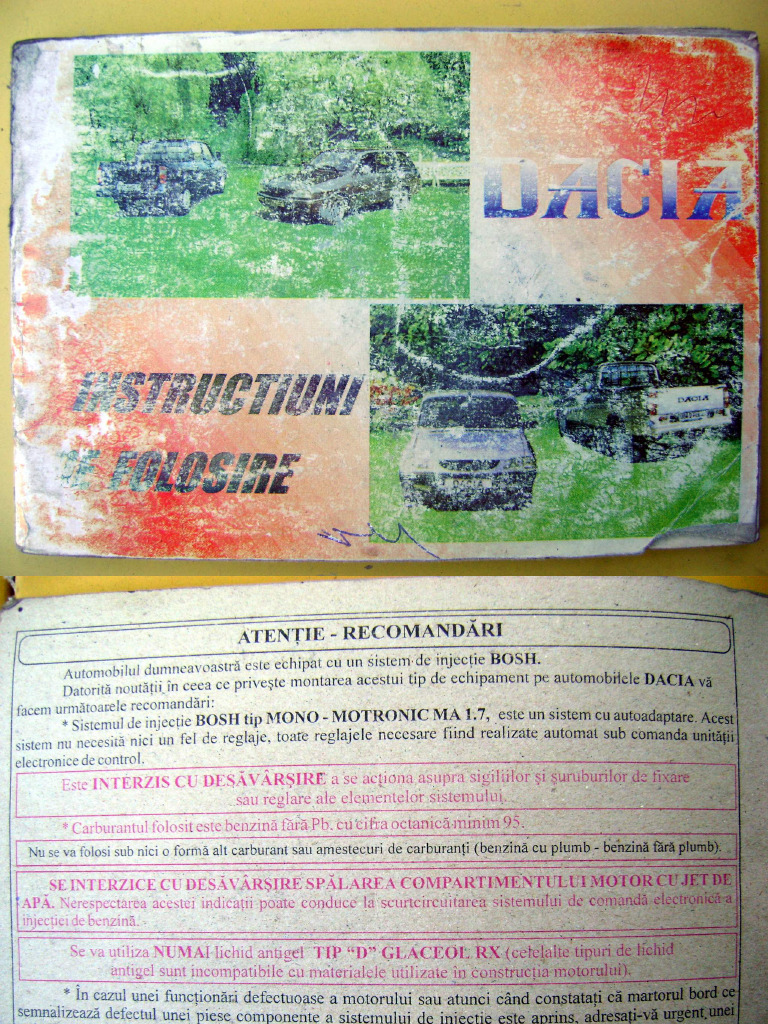 DACIA
INSTRUCTIUNI
DE FOLOSIRE
DACIA
ATENȚIE - RECOMANDĂRI
Automobilul dumneavoastră este echipat cu un sistem de injecție BOSH.
Datorită noutății în ceea ce privește montarea acestui tip de echipament pe automobilele DACIA vă
facem următoarele recomandări:
* Sistemul de injecție BOSH tip MONO - MOTRONIC MA 1.7, este un sistem cu autoadaptare. Acest
sistem nu necesită nici un fel de reglaje, toate reglajele necesare fiind realizate automat sub comanda unității
electronice de control.
Este INTERZIS CU DESĂVÂRȘIRE a se acționa asupra sigiliilor și șuruburilor de fixare
sau reglare ale elementelor sistemului.
* Carburantul folosit este benzină fără Pb. cu cifra octanică minim 95.
Nu se va folosi sub nici o formă alt carburant sau amestecuri de carburanți (benzină cu plumb - benzină fără plumb).
SE INTERZICE CU DESĂVÂRȘIRE SPĂLAREA COMPARTIMENTULUI MOTOR CU JET DE
APĂ. Nerespectarea acestei indicații poate conduce la scurtcircuitarea sistemului de comandă electronică a
injecției de benzină.
Se va utiliza NUMAI lichid antigel TIP "D" GLACEOL RX (celelalte tipuri de lichid
antigel sunt incompatibile cu materialele utilizate în construcția motorului).
* În cazul unei funcționări defectuoase a motorului sau atunci când constatați că martorul bord ce
semnalizează defectul unei piese componente a sistemului de injecție este aprins, adresați-vă urgent unei